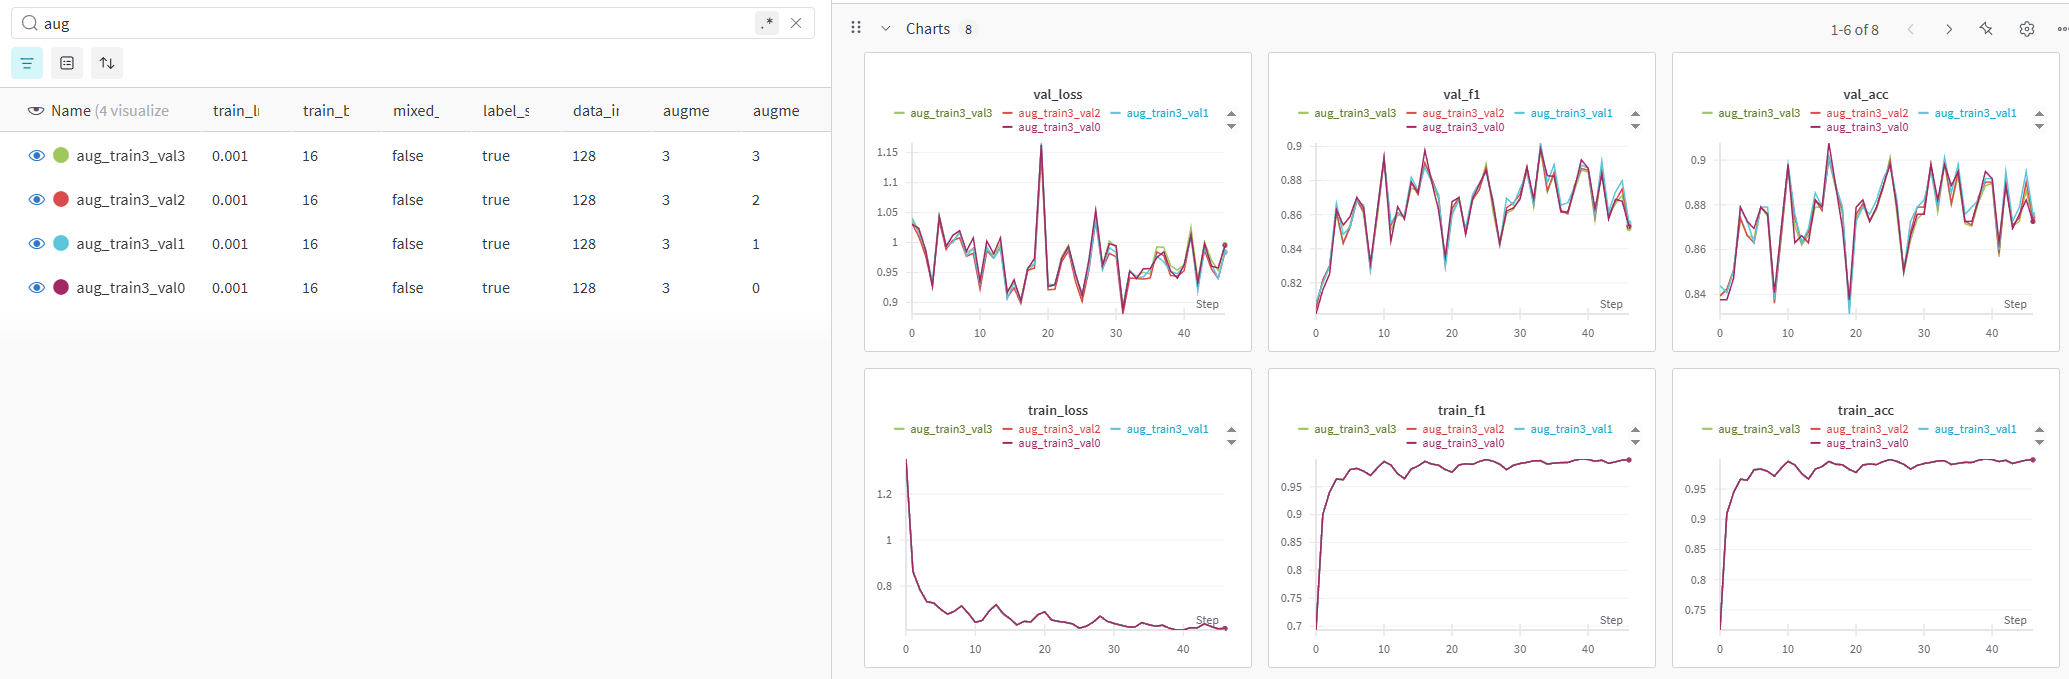 aug .*
Name (4 visualize train_lr train_b mixed_ label_s data_ir augme augme
aug_train3_val3 0.001 16 false true 128 3 3
aug_train3_val2 0.001 16 false true 128 3 2
aug_train3_val1 0.001 16 false true 128 3 1
aug_train3_val0 0.001 16 false true 128 3 0
Charts 8 1-6 of 8
val_loss
aug_train3_val3 aug_train3_val2 aug_train3_val1
aug_train3_val0
1.15
1.1
1.05
1
0.95
0.9
Step
0 10 20 30 40
val_f1
aug_train3_val3 aug_train3_val2 aug_train3_val1
aug_train3_val0
0.9
0.88
0.86
0.84
0.82
Step
0 10 20 30 40
val_acc
aug_train3_val3 aug_train3_val2 aug_train3_val1
aug_train3_val0
0.9
0.88
0.86
0.84
Step
0 10 20 30 40
train_loss
aug_train3_val3 aug_train3_val2 aug_train3_val1
aug_train3_val0
1.2
1
0.8
Step
0 10 20 30 40
train_f1
aug_train3_val3 aug_train3_val2 aug_train3_val1
aug_train3_val0
0.95
0.9
0.85
0.8
0.75
0.7
Step
0 10 20 30 40
train_acc
aug_train3_val3 aug_train3_val2 aug_train3_val1
aug_train3_val0
0.95
0.9
0.85
0.8
0.75
Step
0 10 20 30 40